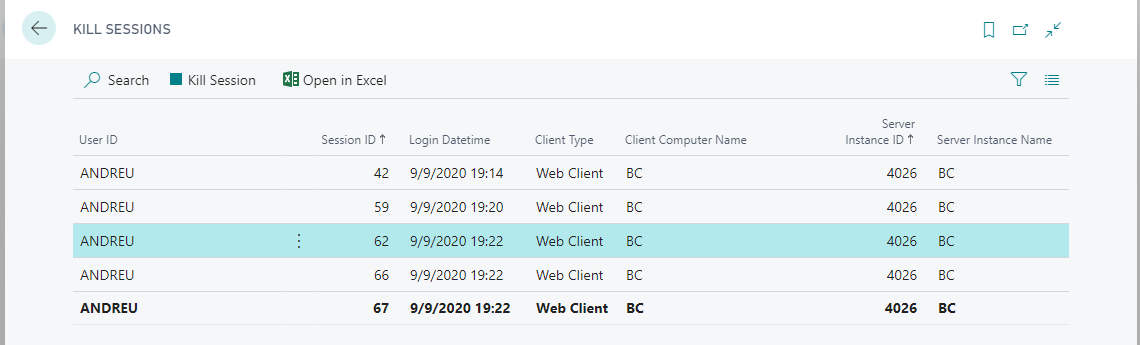 KILL SESSIONS
Search Kill Session Open in Excel
User ID Session ID Login Datetime Client Type Client Computer Name Server Instance ID Server Instance Name
ANDREU 42 9/9/2020 19:14 Web Client BC 4026 BC
ANDREU 59 9/9/2020 19:20 Web Client BC 4026 BC
ANDREU 62 9/9/2020 19:22 Web Client BC 4026 BC
ANDREU 66 9/9/2020 19:22 Web Client BC 4026 BC
ANDREU 67 9/9/2020 19:22 Web Client BC 4026 BC